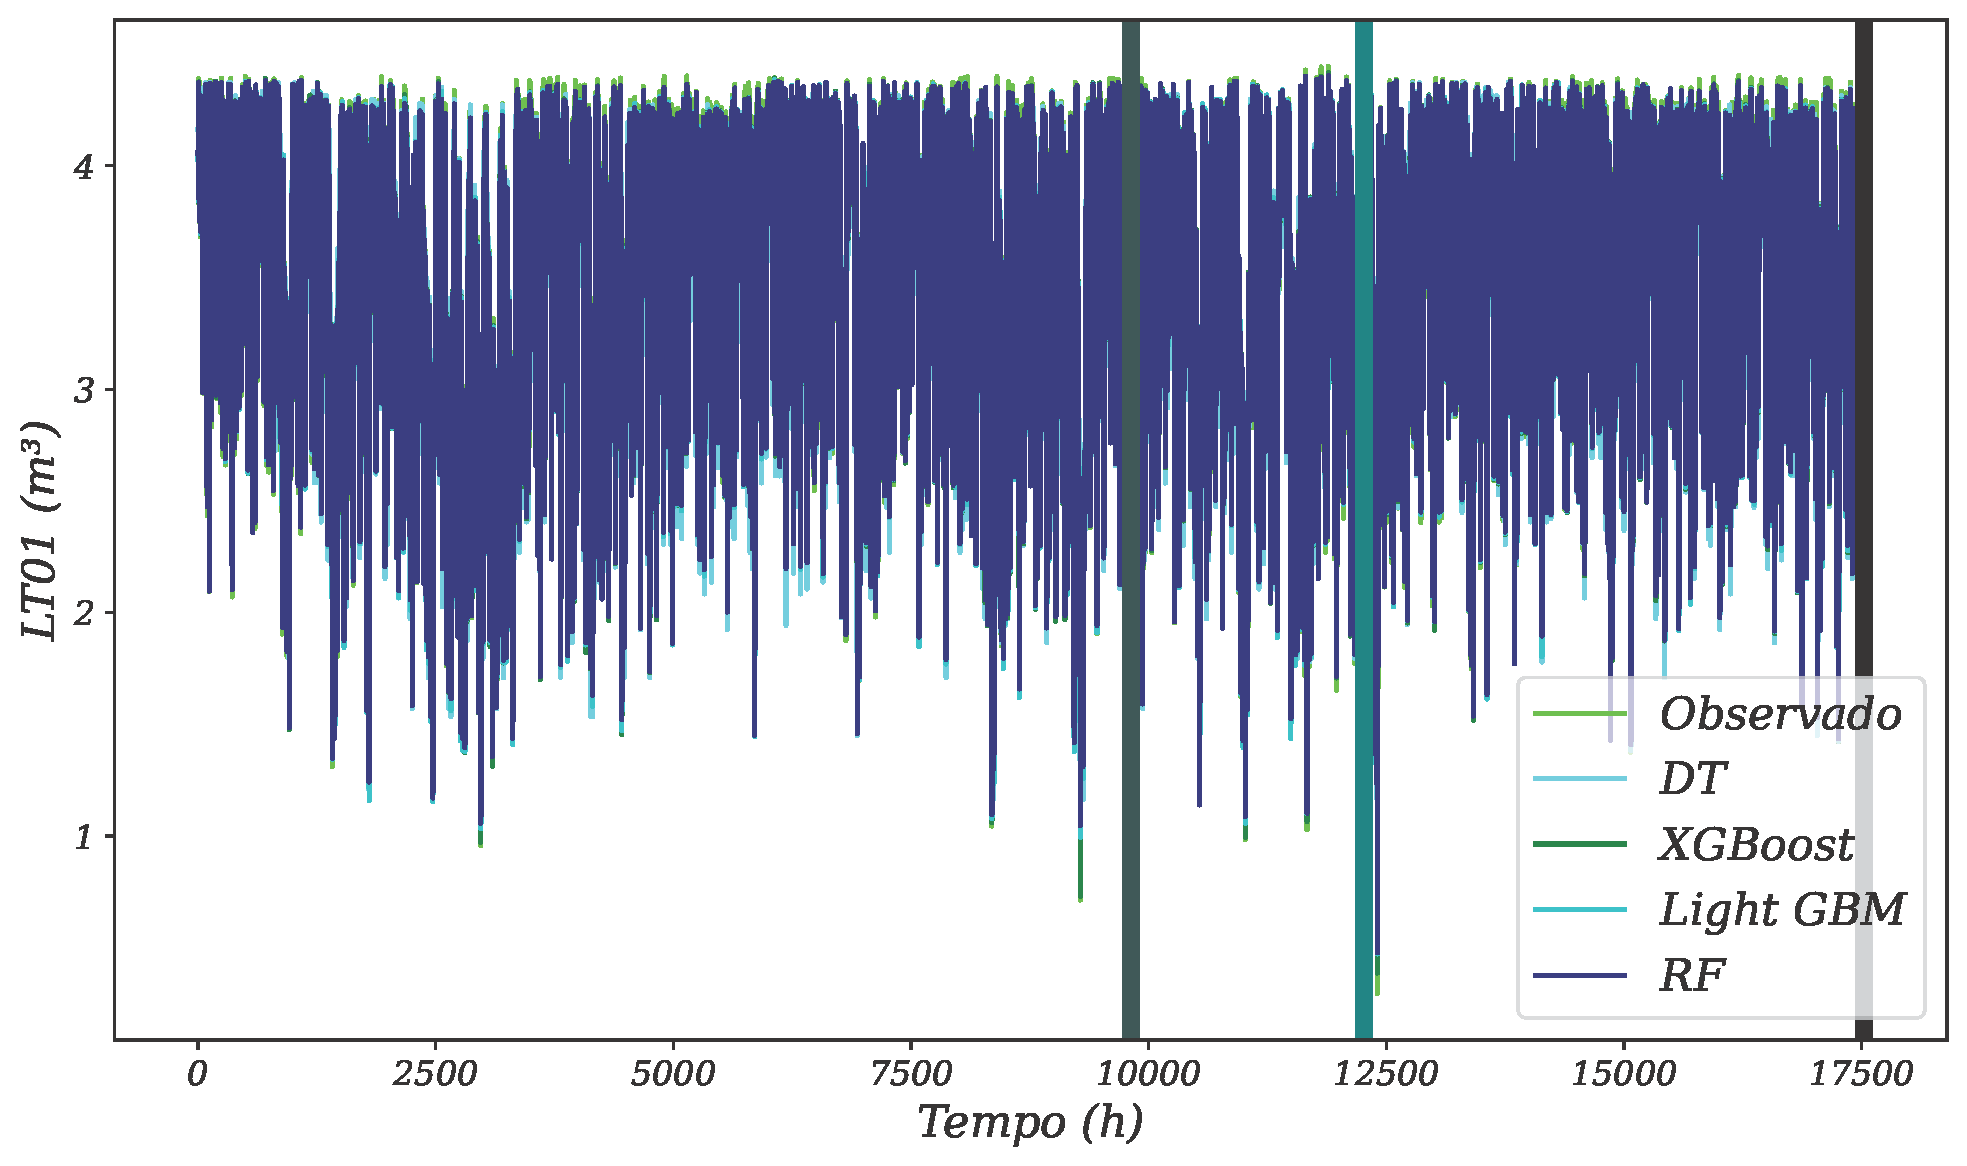 LT01 (m³)
4
3
2
1
Observado
DT
XGBoost
Light GBM
RF
0 2500 5000 7500 10000 12500 15000 17500
Tempo (h)